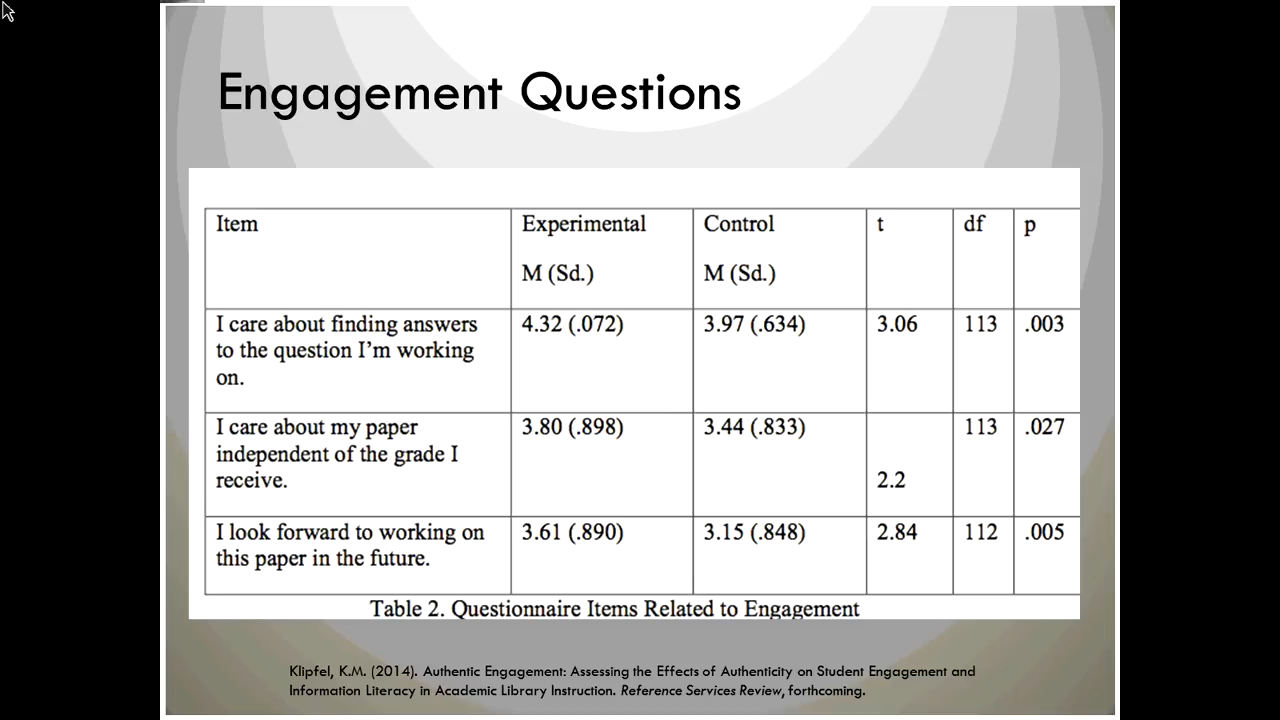 Engagement Questions
Item Experimental Control t df p
M (Sd.) M (Sd.)
I care about finding answers 4.32 (.072) 3.97 (.634) 3.06 113 .003
to the question I'm working
on.
I care about my paper 3.80 (.898) 3.44 (.833) 113 .027
independent of the grade I
receive. 2.2
I look forward to working on 3.61 (.890) 3.15 (.848) 2.84 112 .005
this paper in the future.
Table 2. Questionnaire Items Related to Engagement
Klipfel, K.M. (2014). Authentic Engagement: Assessing the Effects of Authenticity on Student Engagement and
Information Literacy in Academic Library Instruction. Reference Services Review, forthcoming.